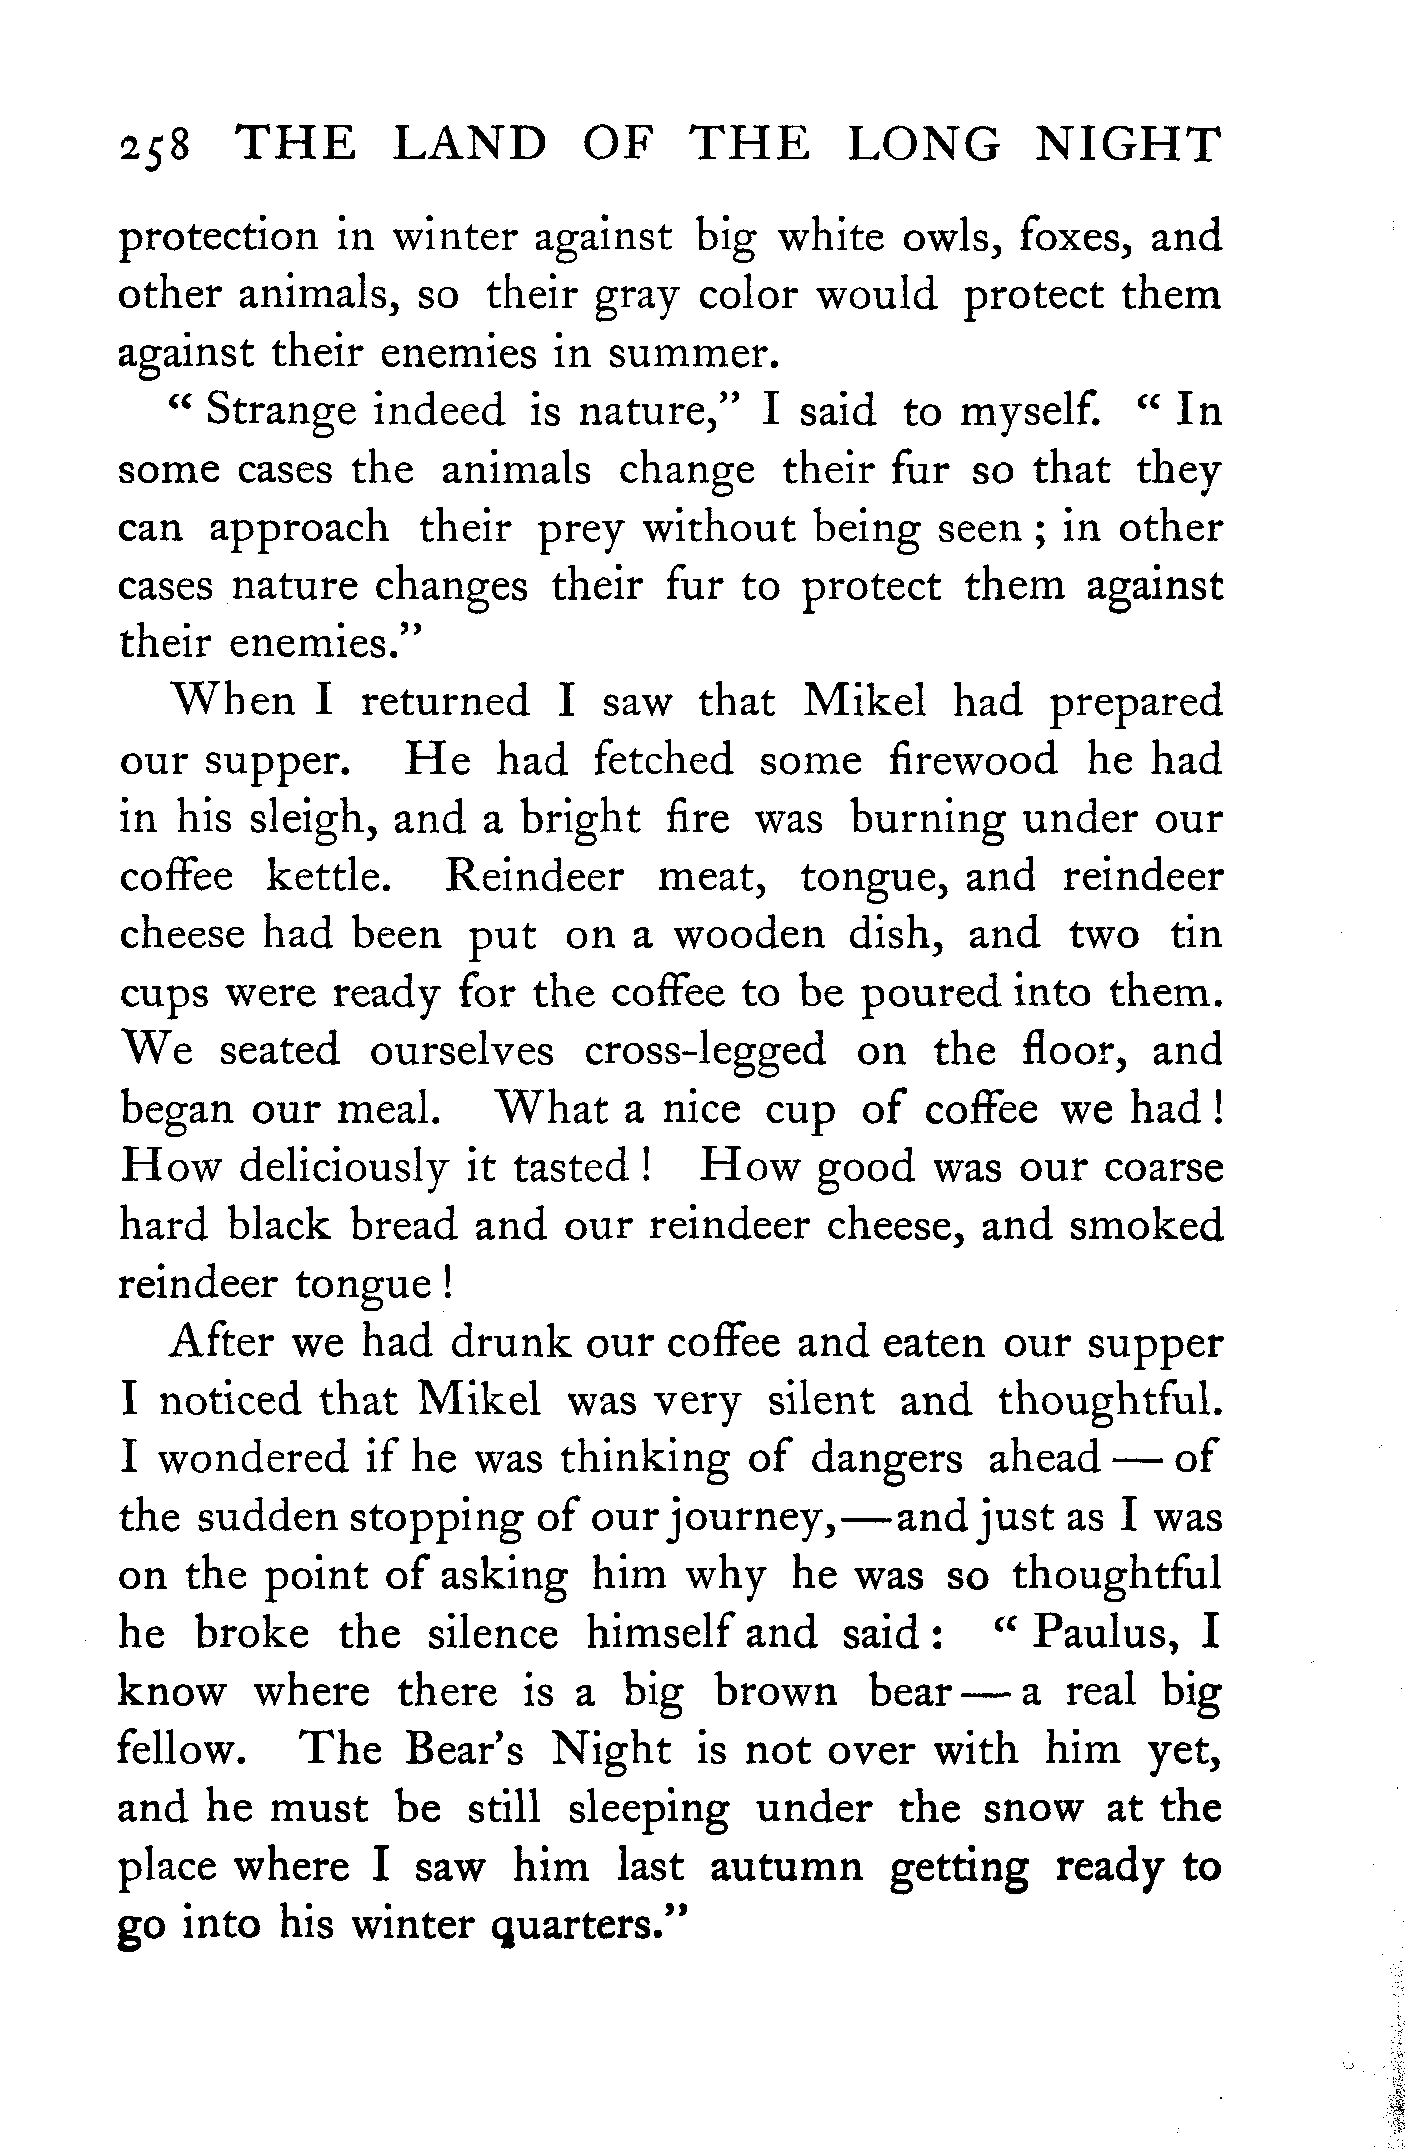 258 THE LAND OF THE LONG NIGHT
protection in winter against big white owls, foxes, and
other animals, so their gray color would protect them
against their enemies in summer.
“ Strange indeed is nature,” I said to myself. “ In
some cases the animals change their fur so that they
can approach their prey without being seen ; in other
cases nature changes their fur to protect them against
their enemies.”
When I returned I saw that Mikel had prepared
our supper. He had fetched some firewood he had
in his sleigh, and a bright fire was burning under our
coffee kettle. Reindeer meat, tongue, and reindeer
cheese had been put on a wooden dish, and two tin
cups were ready for the coffee to be poured into them.
We seated ourselves cross-legged on the floor, and
began our meal. What a nice cup of coffee we had !
How deliciously it tasted ! How good was our coarse
hard black bread and our reindeer cheese, and smoked
reindeer tongue !
After we had drunk our coffee and eaten our supper
I noticed that Mikel was very silent and thoughtful.
I wondered if he was thinking of dangers ahead — of
the sudden stopping of our journey,—and just as I was
on the point of asking him why he was so thoughtful
he broke the silence himself and said : “ Paulus, I
know where there is a big brown bear — a real big
fellow. The Bear’s Night is not over with him yet,
and he must be still sleeping under the snow at the
place where I saw him last autumn getting ready to
go into his winter quarters.”